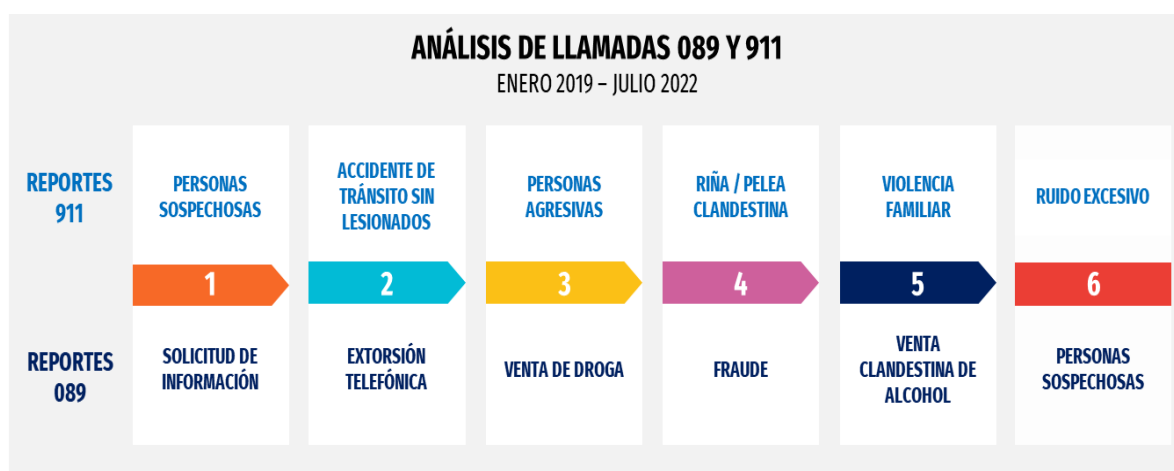 ANÁLISIS DE LLAMADAS 089 Y 911
ENERO 2019 – JULIO 2022
REPORTES
911
PERSONAS
SOSPECHOSAS
ACCIDENTE DE
TRÁNSITO SIN
LESIONADOS
PERSONAS
AGRESIVAS
RIÑA / PELEA
CLANDESTINA
VIOLENCIA
FAMILIAR
RUIDO EXCESIVO
1
2
3
4
5
6
REPORTES
089
SOLICITUD DE
INFORMACIÓN
EXTORSIÓN
TELEFÓNICA
VENTA DE DROGA
FRAUDE
VENTA
CLANDESTINA DE
ALCOHOL
PERSONAS
SOSPECHOSAS